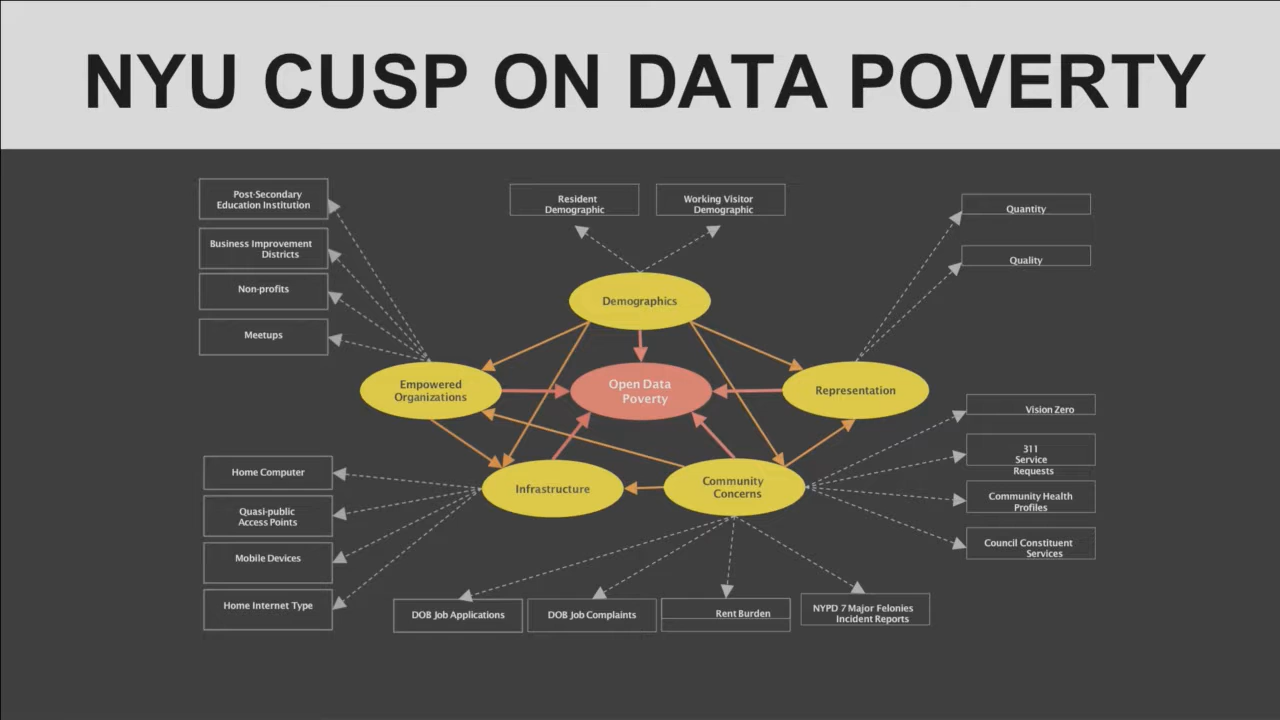 NYU CUSP ON DATA POVERTY
Post-Secondary
Education Institution
Business Improvement
Districts
Non-profits
Meetups
Resident
Demographic
Working Visitor
Demographic
Quantity
Quality
Demographics
Empowered
Organizations
Open Data
Poverty
Representation
Infrastructure
Community
Concerns
Vision Zero
311
Service
Requests
Community Health
Profiles
Council Constituent
Services
Home Computer
Quasi-public
Access Points
Mobile Devices
Home Internet Type
DOB Job Applications
DOB Job Complaints
Rent Burden
NYPD 7 Major Felonies
Incident Reports